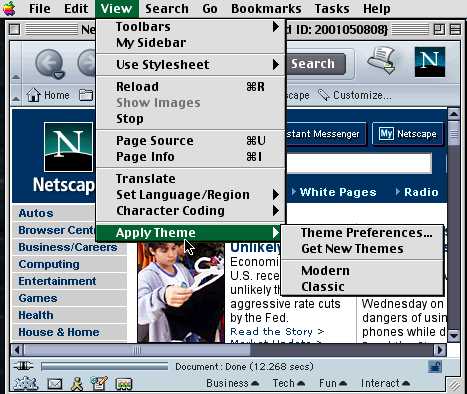 File Edit View Search Go Bookmarks Tasks Help
Ne
d ID: 2001050808}
Toolbars
My Sidebar
Use Stylesheet
Reload ⌘R
Show Images
Stop
Page Source ⌘U
Page Info ⌘I
Translate
Set Language/Region
Character Coding
Apply Theme
Theme Preferences...
Get New Themes
Modern
Classic
Search
Home
cape Customize...
N
Netscape
stant Messenger
My Netscape
White Pages Radio
Autos
Browser Cent
Business/Careers
Computing
Entertainment
Games
Health
House & Home
Unlikely
Economi
U.S. rece
unlikely th
aggressive rate cuts
by the Fed.
Read the Story >
Market Update >
Wednesday on
dangers of usin
phones while d
Document: Done (12.268 secs)
Business Tech Fun Interact